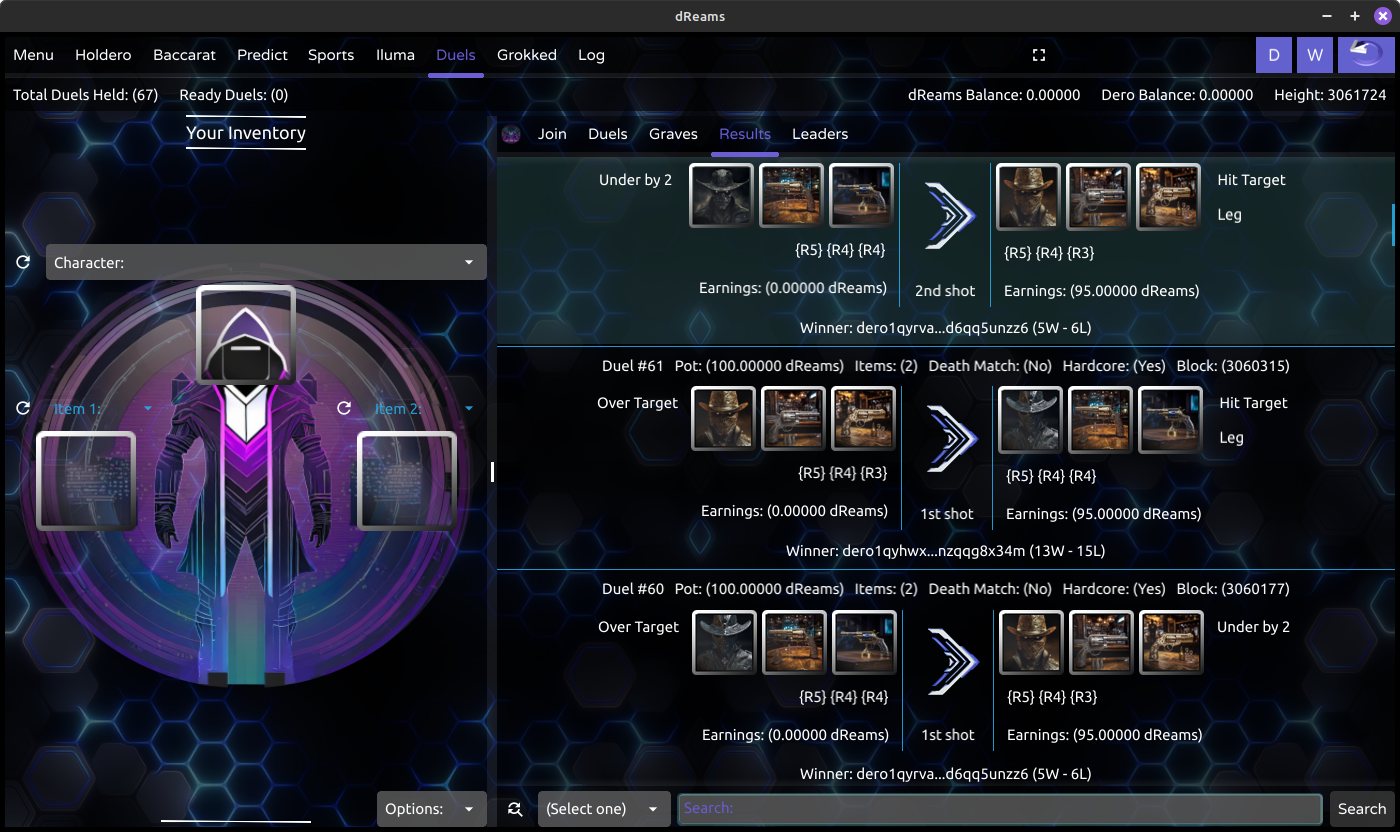 dReams
Menu Holdero Baccarat Predict Sports Iluma Duels Grokked Log D W
Total Duels Held: (67) Ready Duels: (0) dReams Balance: 0.00000 Dero Balance: 0.00000 Height: 3061724
Your Inventory
Character:
Item 1: Item 2:
Options:
Join Duels Graves Results Leaders
Under by 2 Hit Target
Leg
{R5} {R4} {R4} {R5} {R4} {R3}
Earnings: (0.00000 dReams) 2nd shot Earnings: (95.00000 dReams)
Winner: dero1qyrva...d6qq5unzz6 (5W - 6L)
Duel #61 Pot: (100.00000 dReams) Items: (2) Death Match: (No) Hardcore: (Yes) Block: (3060315)
Over Target Hit Target
Leg
{R5} {R4} {R3} {R5} {R4} {R4}
Earnings: (0.00000 dReams) 1st shot Earnings: (95.00000 dReams)
Winner: dero1qyhwx...nzqqg8x34m (13W - 15L)
Duel #60 Pot: (100.00000 dReams) Items: (2) Death Match: (No) Hardcore: (Yes) Block: (3060177)
Over Target Under by 2
{R5} {R4} {R4} {R5} {R4} {R3}
Earnings: (0.00000 dReams) 1st shot Earnings: (95.00000 dReams)
Winner: dero1qyrva...d6qq5unzz6 (5W - 6L)
(Select one) Search: Search